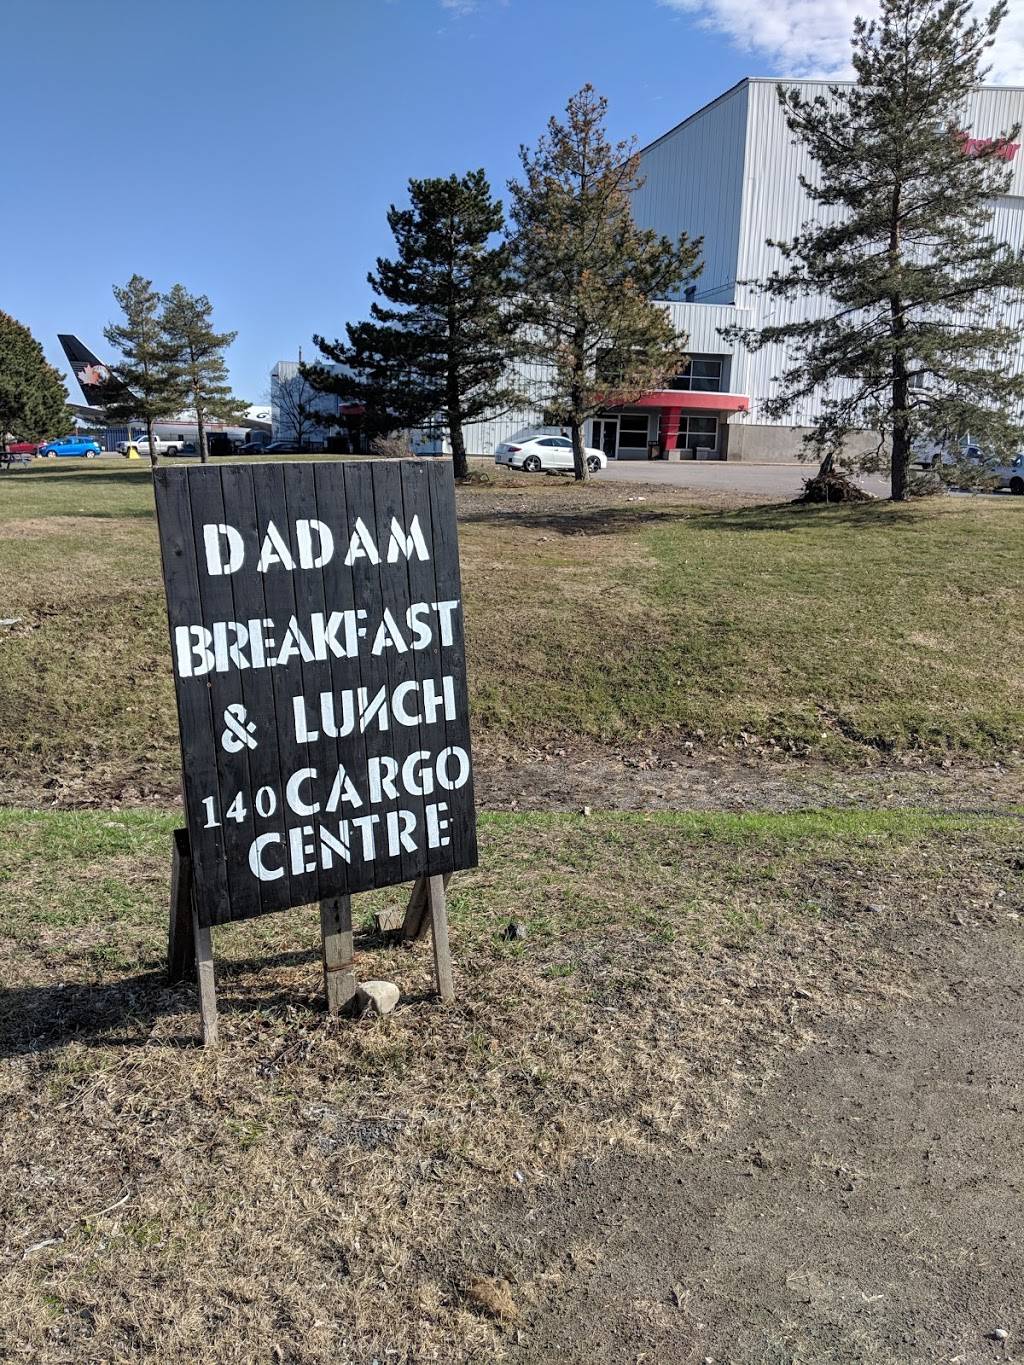 DADAM
BREAKFAST
& LUNCH
140 CARGO
CENTRE